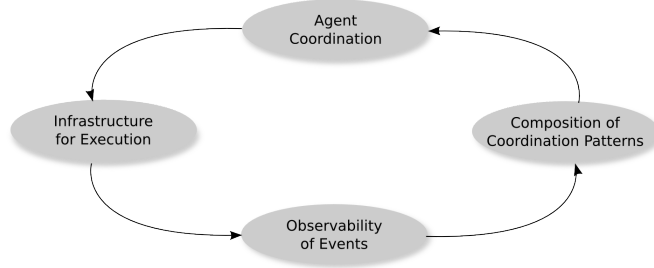 Agent
Coordination
Infrastructure
for Execution
Composition of
Coordination Patterns
Observability
of Events